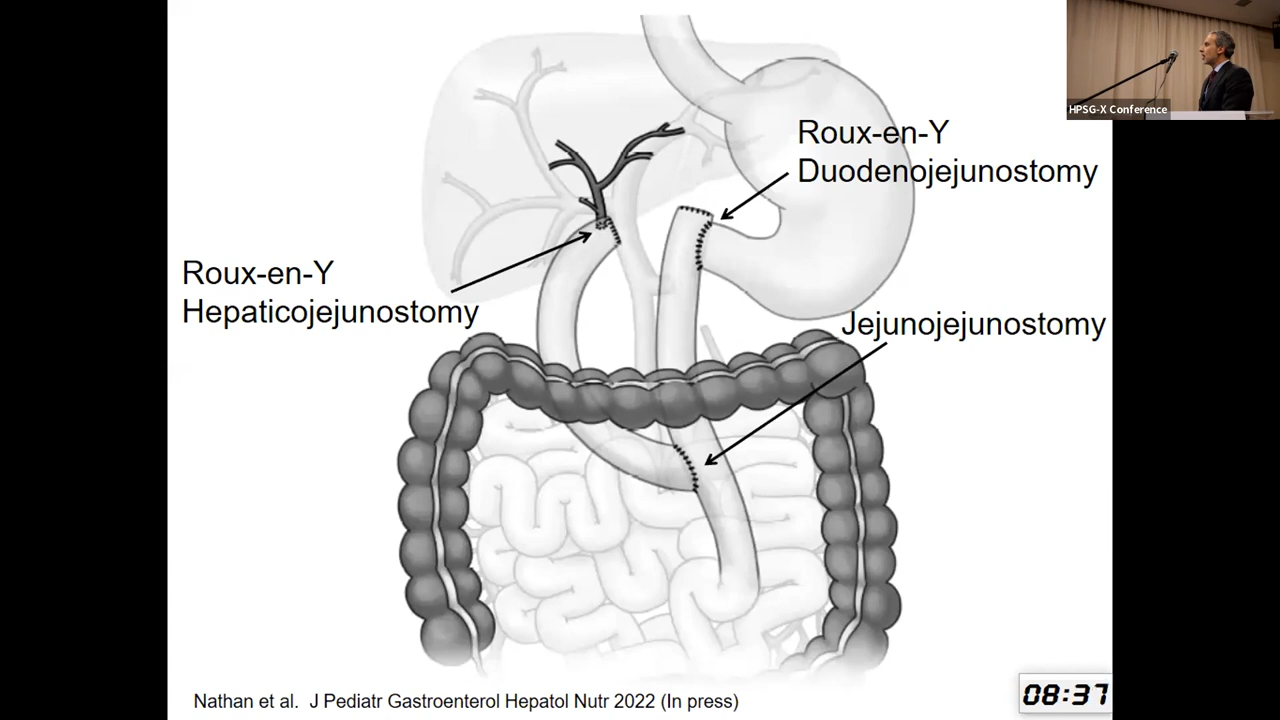 HPSG-X Conference
Roux-en-Y
Duodenojejunostomy
Roux-en-Y
Hepaticojejunostomy
Jejunojejunostomy
Nathan et al.  J Pediatr Gastroenterol Hepatol Nutr 2022 (In press)
08:37